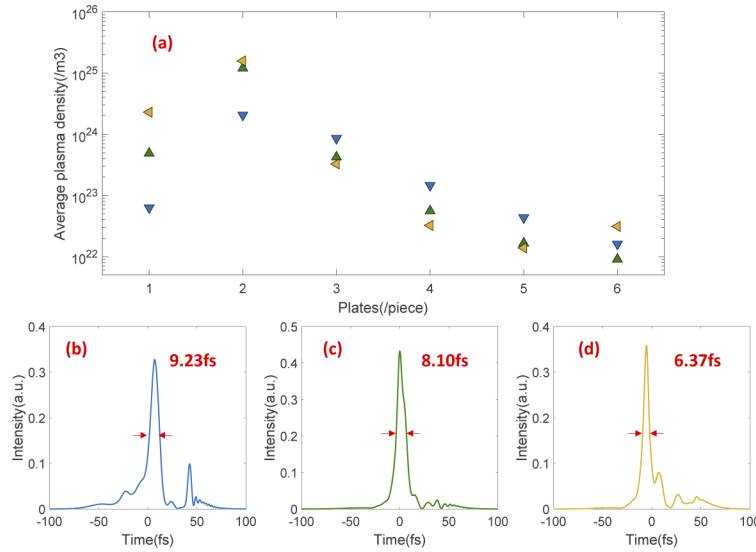 (a)
Average plasma density(/m3)
10^26
10^25
10^24
10^23
10^22
1 2 3 4 5 6
Plates(/piece)
(b)
9.23fs
Intensity(a.u.)
0.4
0.3
0.2
0.1
0
-100 -50 0 50 100
Time(fs)
(c)
8.10fs
Intensity(a.u.)
0.5
0.4
0.3
0.2
0.1
0
-100 -50 0 50 100
Time(fs)
(d)
6.37fs
Intensity(a.u.)
0.4
0.3
0.2
0.1
0
-100 -50 0 50 100
Time(fs)